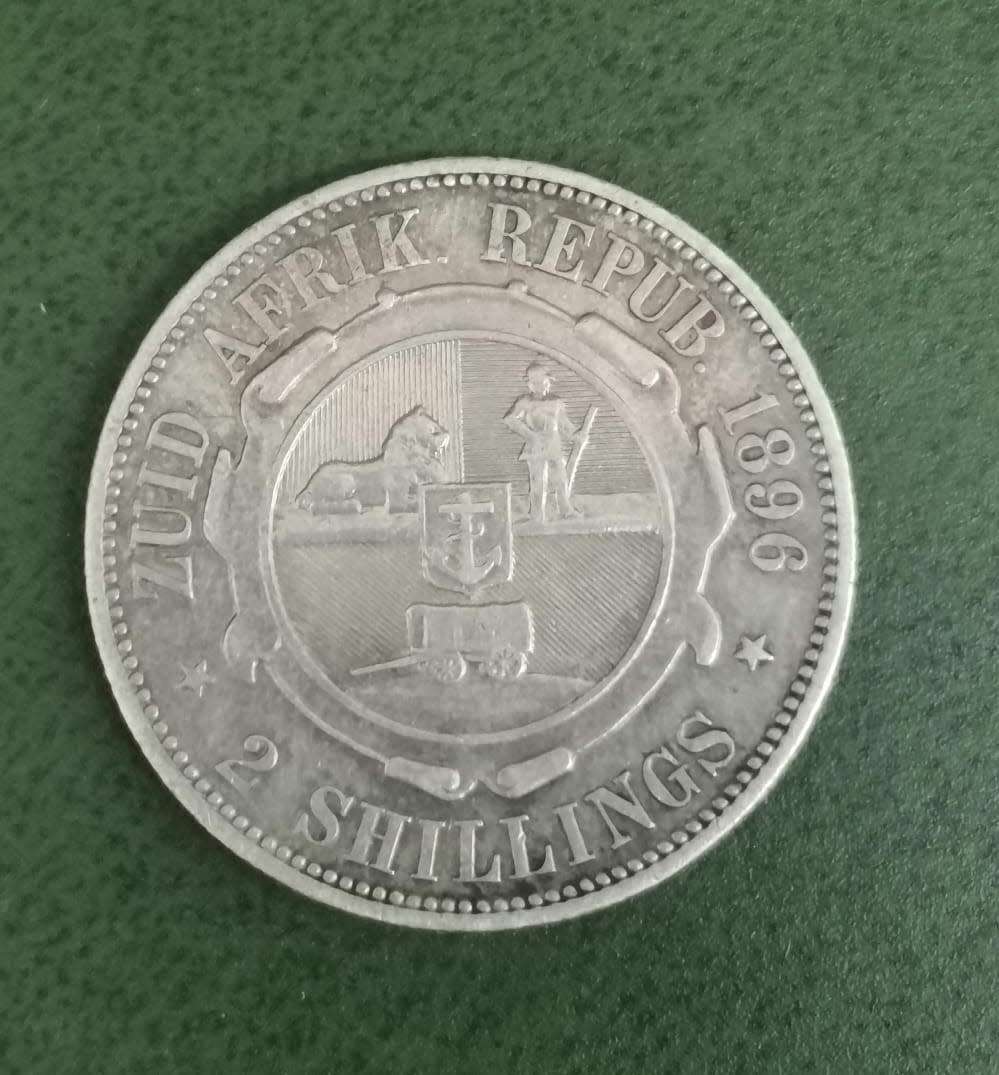 ZUID AFRIK. REPUB. 1896
2 SHILLINGS